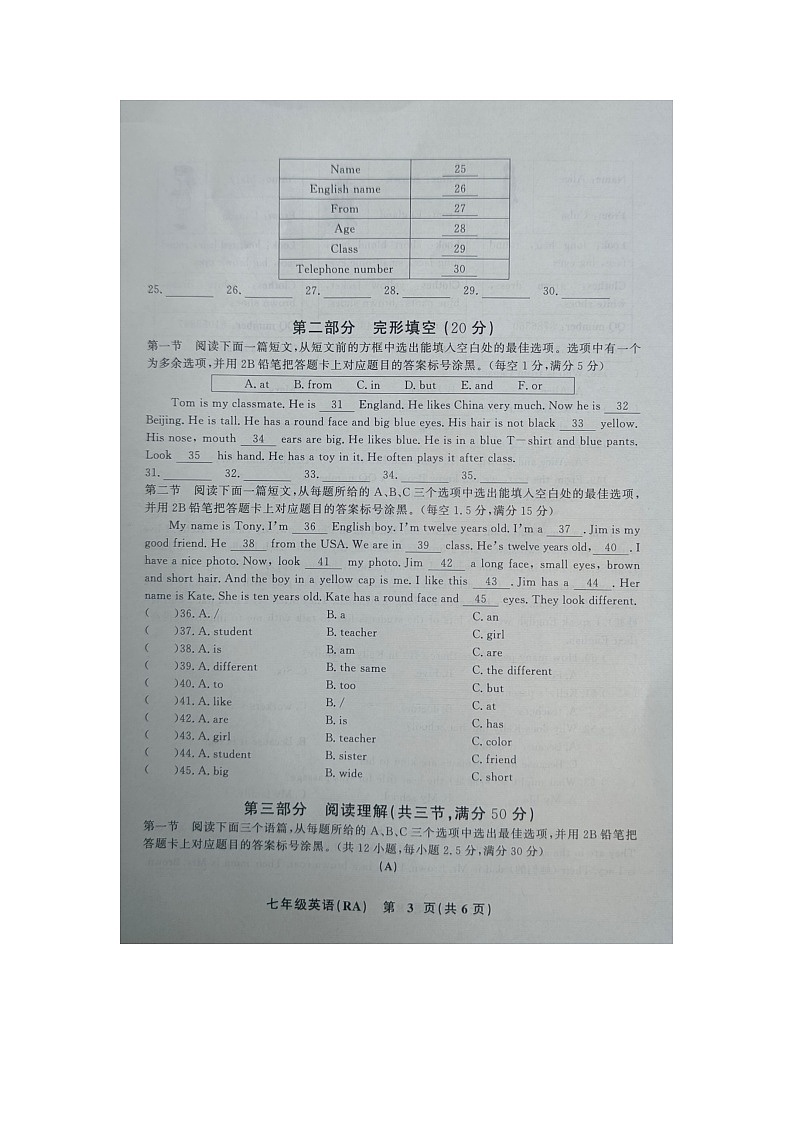 Name 25
English name 26
From 27
Age 28
Class 29
Telephone number 30
25. ______ 26. ______ 27. ______ 28. ______ 29. ______ 30. ______
第二部分 完形填空(20 分)
第一节 阅读下面一篇短文,从短文前的方框中选出能填入空白处的最佳选项。选项中有一个
为多余选项,并用 2B 铅笔把答题卡上对应题目的答案标号涂黑。(每空 1 分,满分 5 分)
A. at B. from C. in D. but E. and F. or
Tom is my classmate. He is 31 England. He likes China very much. Now he is 32
Beijing. He is tall. He has a round face and big blue eyes. His hair is not black 33 yellow.
His nose, mouth 34 ears are big. He likes blue. He is in a blue T-shirt and blue pants.
Look 35 his hand. He has a toy in it. He often plays it after class.
31. ______ 32. ______ 33. ______ 34. ______ 35. ______
第二节 阅读下面一篇短文,从每题所给的 A、B、C 三个选项中选出能填入空白处的最佳选项,
并用 2B 铅笔把答题卡上对应题目的答案标号涂黑。(每空 1.5 分,满分 15 分)
My name is Tony. I'm 36 English boy. I'm twelve years old. I'm a 37 . Jim is my
good friend. He 38 from the USA. We are in 39 class. He's twelve years old, 40 . I
have a nice photo. Now, look 41 my photo. Jim 42 a long face, small eyes, brown
and short hair. And the boy in a yellow cap is me. I like this 43 . Jim has a 44 . Her
name is Kate. She is ten years old. Kate has a round face and 45 eyes. They look different.
( )36. A. / B. a C. an
( )37. A. student B. teacher C. girl
( )38. A. is B. am C. are
( )39. A. different B. the same C. the different
( )40. A. to B. too C. but
( )41. A. like B. / C. at
( )42. A. are B. is C. has
( )43. A. girl B. teacher C. color
( )44. A. student B. sister C. friend
( )45. A. big B. wide C. short
第三部分 阅读理解(共三节,满分 50 分)
第一节 阅读下面三个语篇,从每题所给的 A、B、C 三个选项中选出最佳选项,并用 2B 铅笔把
答题卡上对应题目的答案标号涂黑。(共 12 小题,每小题 2.5 分,满分 30 分)
(A)
七年级英语(RA) 第 3 页(共 6 页)